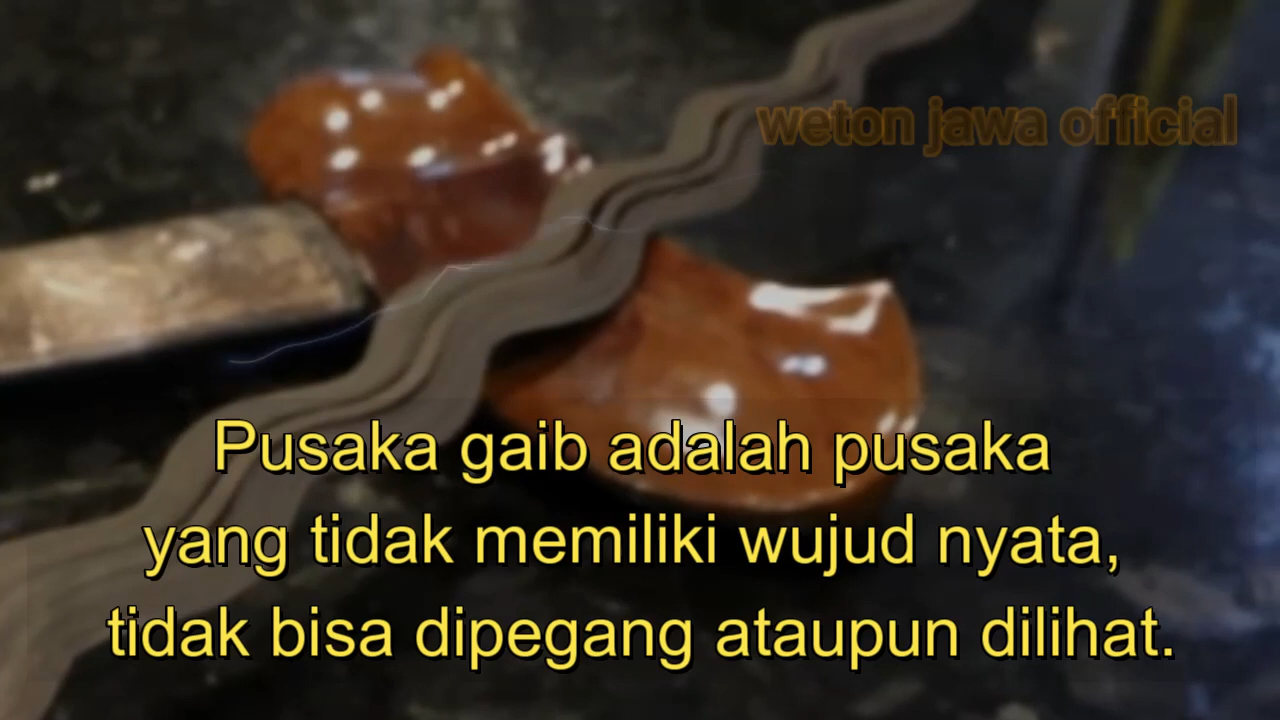 weton jawa official
Pusaka gaib adalah pusaka
yang tidak memiliki wujud nyata,
tidak bisa dipegang ataupun dilihat.